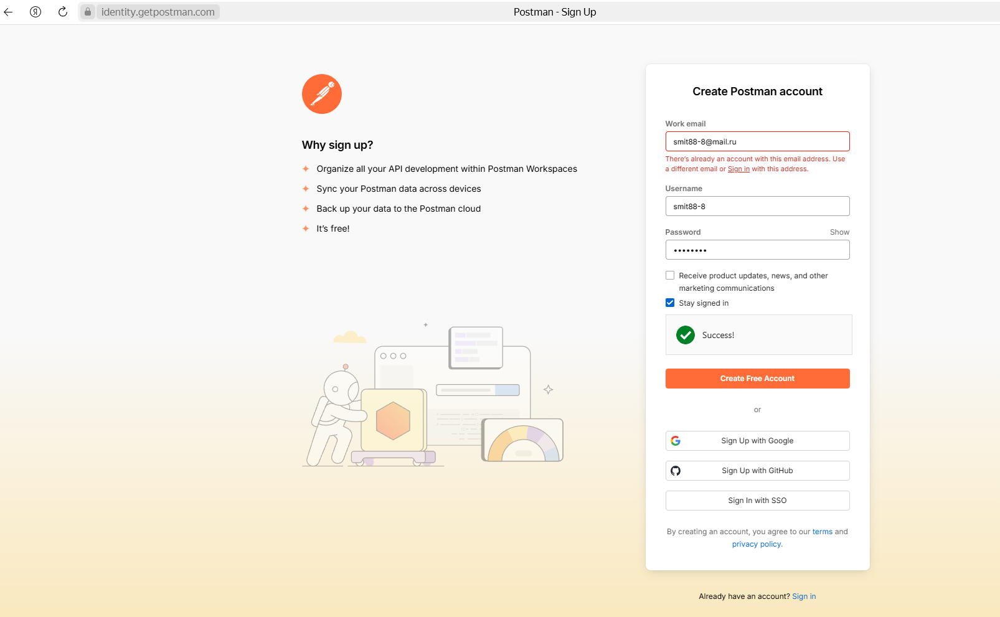 identity.getpostman.com
Postman - Sign Up
Why sign up?
Organize all your API development within Postman Workspaces
Sync your Postman data across devices
Back up your data to the Postman cloud
It's free!
Create Postman account
Work email
smit88-8@mail.ru
There's already an account with this email address. Use
a different email or Sign in with this address.
Username
smit88-8
Password Show
••••••••
Receive product updates, news, and other
marketing communications
Stay signed in
Success!
Create Free Account
or
Sign Up with Google
Sign Up with GitHub
Sign In with SSO
By creating an account, you agree to our terms and
privacy policy.
Already have an account? Sign in